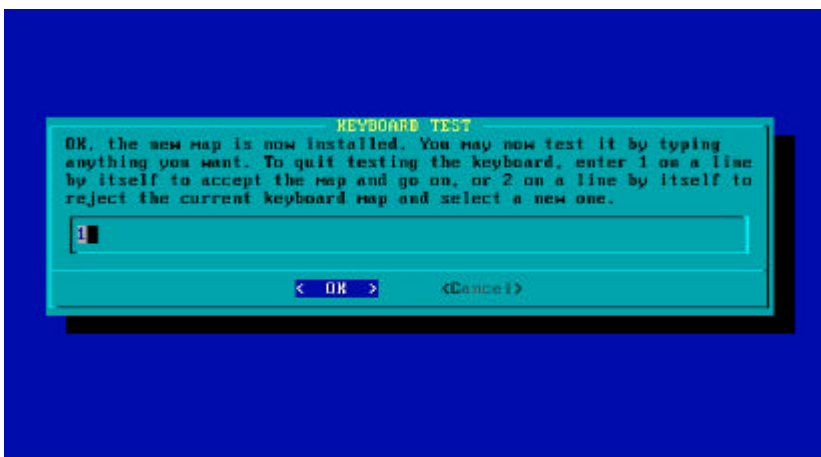 KEYBOARD TEST
OK, the new map is now installed. You may now test it by typing
anything you want. To quit testing the keyboard, enter 1 on a line
by itself to accept the map and go on, or 2 on a line by itself to
reject the current keyboard map and select a new one.
1
< OK > <Cancel>